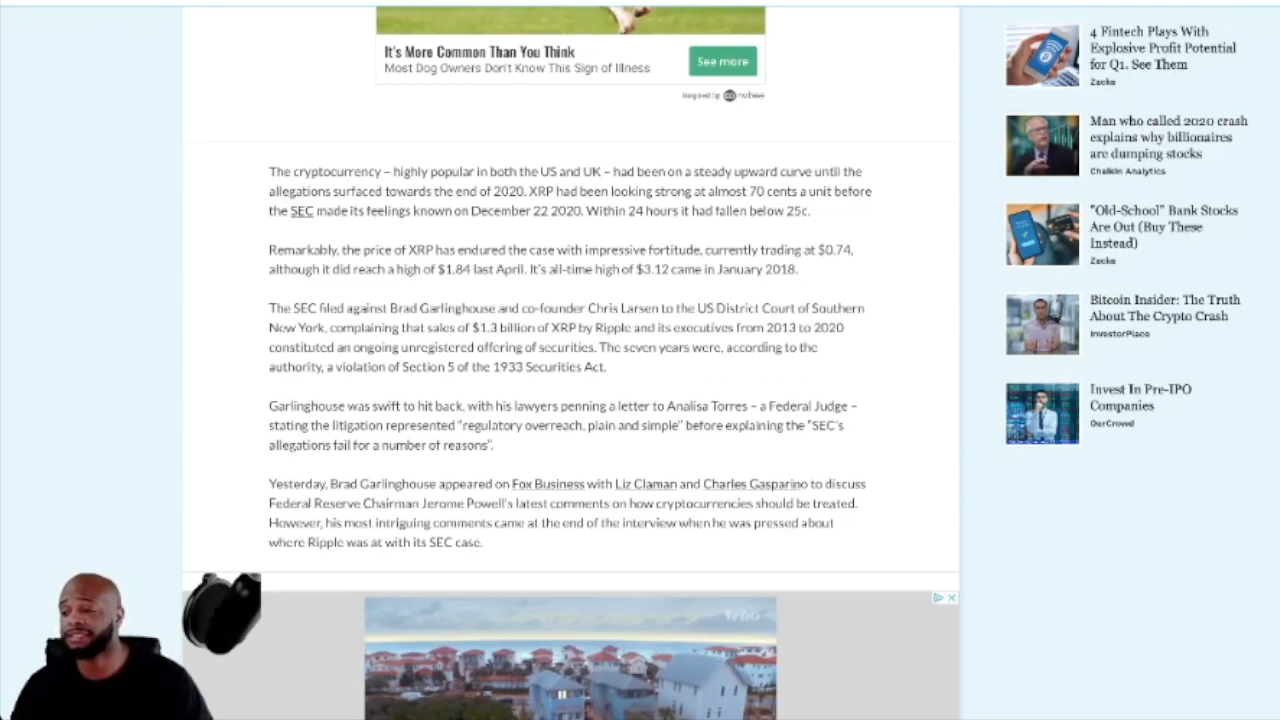 It's More Common Than You Think
Most Dog Owners Don't Know This Sign of Illness
See more
Inspired by
The cryptocurrency – highly popular in both the US and UK – had been on a steady upward curve until the
allegations surfaced towards the end of 2020. XRP had been looking strong at almost 70 cents a unit before
the SEC made its feelings known on December 22 2020. Within 24 hours it had fallen below 25c.
Remarkably, the price of XRP has endured the case with impressive fortitude, currently trading at $0.74,
although it did reach a high of $1.84 last April. It's all-time high of $3.12 came in January 2018.
The SEC filed against Brad Garlinghouse and co-founder Chris Larsen to the US District Court of Southern
New York, complaining that sales of $1.3 billion of XRP by Ripple and its executives from 2013 to 2020
constituted an ongoing unregistered offering of securities. The seven years were, according to the
authority, a violation of Section 5 of the 1933 Securities Act.
Garlinghouse was swift to hit back, with his lawyers penning a letter to Analisa Torres – a Federal Judge –
stating the litigation represented "regulatory overreach, plain and simple" before explaining the "SEC's
allegations fail for a number of reasons".
Yesterday, Brad Garlinghouse appeared on Fox Business with Liz Claman and Charles Gasparino to discuss
Federal Reserve Chairman Jerome Powell's latest comments on how cryptocurrencies should be treated.
However, his most intriguing comments came at the end of the interview when he was pressed about
where Ripple was at with its SEC case.
Vrbo
4 Fintech Plays With
Explosive Profit Potential
for Q1. See Them
Zacks
Man who called 2020 crash
explains why billionaires
are dumping stocks
Chaikin Analytics
"Old-School" Bank Stocks
Are Out (Buy These
Instead)
Zacks
Bitcoin Insider: The Truth
About The Crypto Crash
InvestorPlace
Invest In Pre-IPO
Companies
OurCrowd